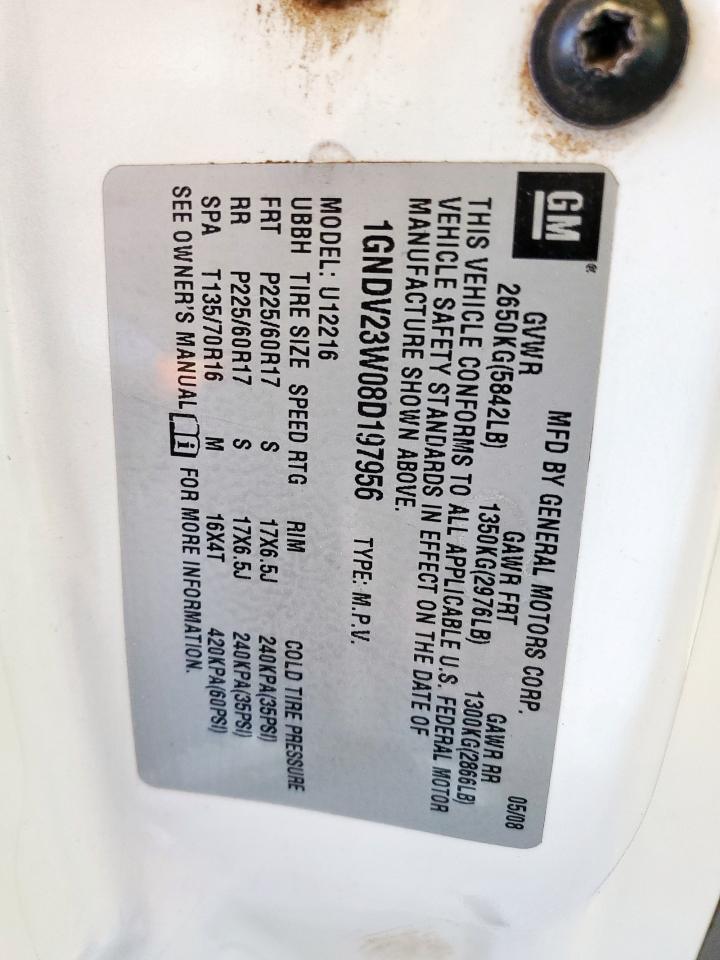 GM®
MFD BY GENERAL MOTORS CORP. 05/08
GVWR GAWR FRT GAWR RR
2650KG(5842LB) 1350KG(2976LB) 1300KG(2866LB)
THIS VEHICLE CONFORMS TO ALL APPLICABLE U.S. FEDERAL MOTOR
VEHICLE SAFETY STANDARDS IN EFFECT ON THE DATE OF
MANUFACTURE SHOWN ABOVE.
1GNDV23W08D197956 TYPE: M.P.V.
MODEL: U12216
UBBH TIRE SIZE SPEED RTG RIM COLD TIRE PRESSURE
FRT P225/60R17 S 17X6.5J 240KPA(35PSI)
RR P225/60R17 S 17X6.5J 240KPA(35PSI)
SPA T135/70R16 M 16X4T 420KPA(60PSI)
SEE OWNER'S MANUAL i FOR MORE INFORMATION.